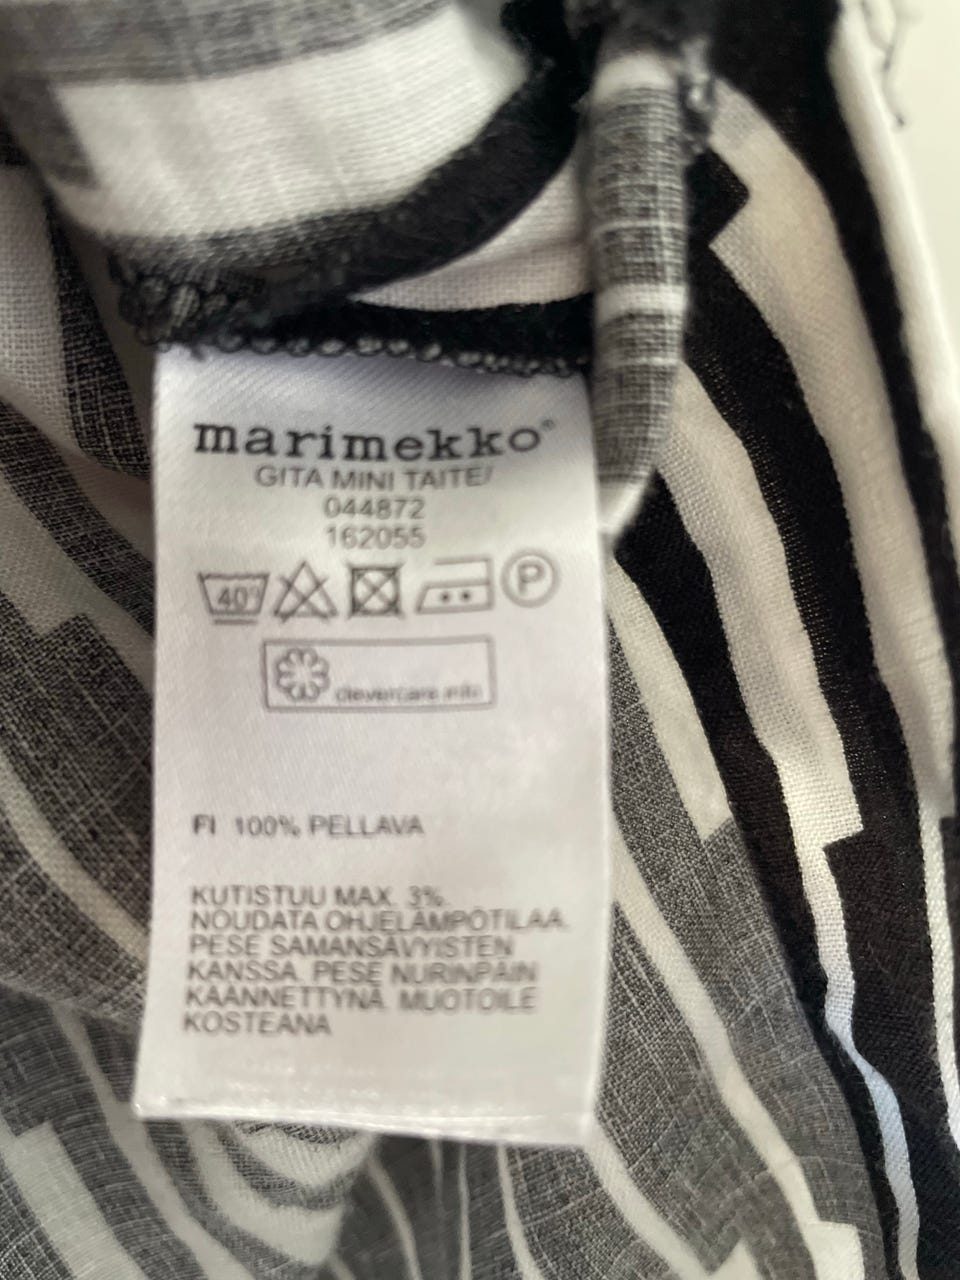 marimekko®
GITA MINI TAITE/
044872
162055
40° P
clevercare.info
FI 100% PELLAVA
KUTISTUU MAX. 3%.
NOUDATA OHJELÄMPÖTILAA.
PESE SAMANSÄVYISTEN
KANSSA. PESE NURINPÄIN
KÄÄNNETTYNÄ. MUOTOILE
KOSTEANA